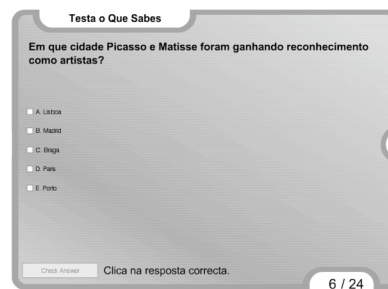 Testa o Que Sabes
Em que cidade Picasso e Matisse foram ganhando reconhecimento
como artistas?
A. Lisboa
B. Madrid
C. Braga
D. Paris
E. Porto
Check Answer
Clica na resposta correcta.
6 / 24